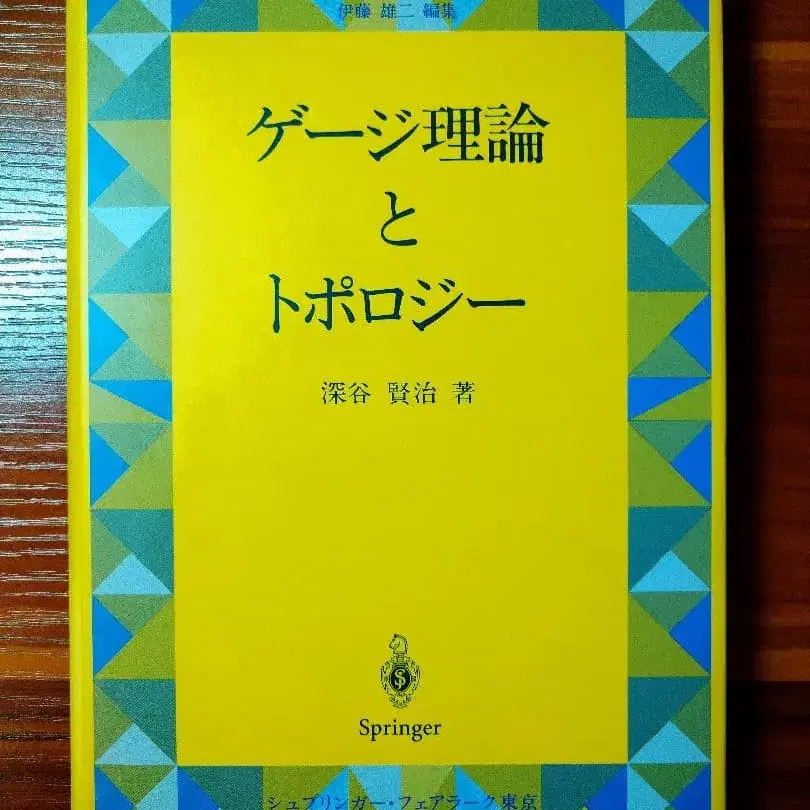 伊藤 雄二 編集
ゲージ理論
と
トポロジー
深谷 賢治 著
Springer
シュプリンガー・フェアラーク東京